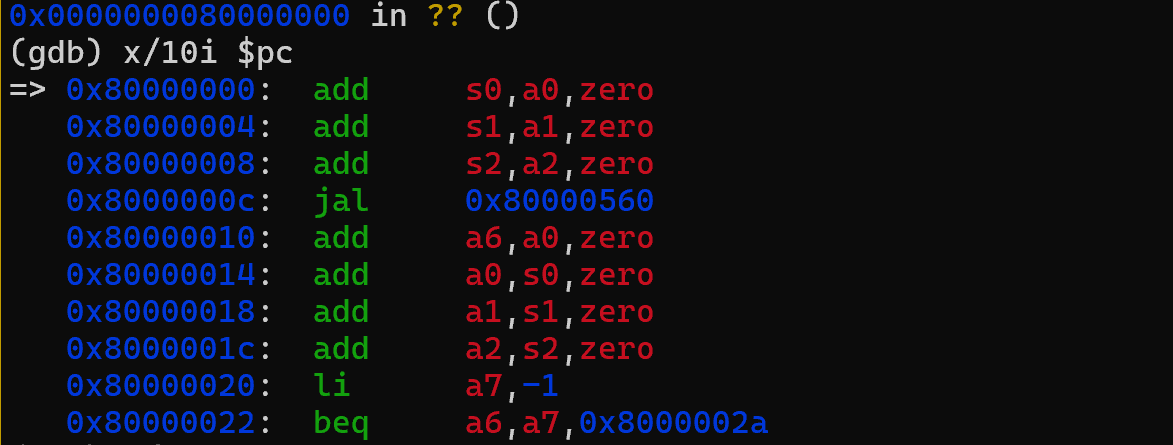 0x0000000080000000 in ?? ()
(gdb) x/10i $pc
=> 0x80000000: add s0,a0,zero
0x80000004: add s1,a1,zero
0x80000008: add s2,a2,zero
0x8000000c: jal 0x80000560
0x80000010: add a6,a0,zero
0x80000014: add a0,s0,zero
0x80000018: add a1,s1,zero
0x8000001c: add a2,s2,zero
0x80000020: li a7,-1
0x80000022: beq a6,a7,0x8000002a